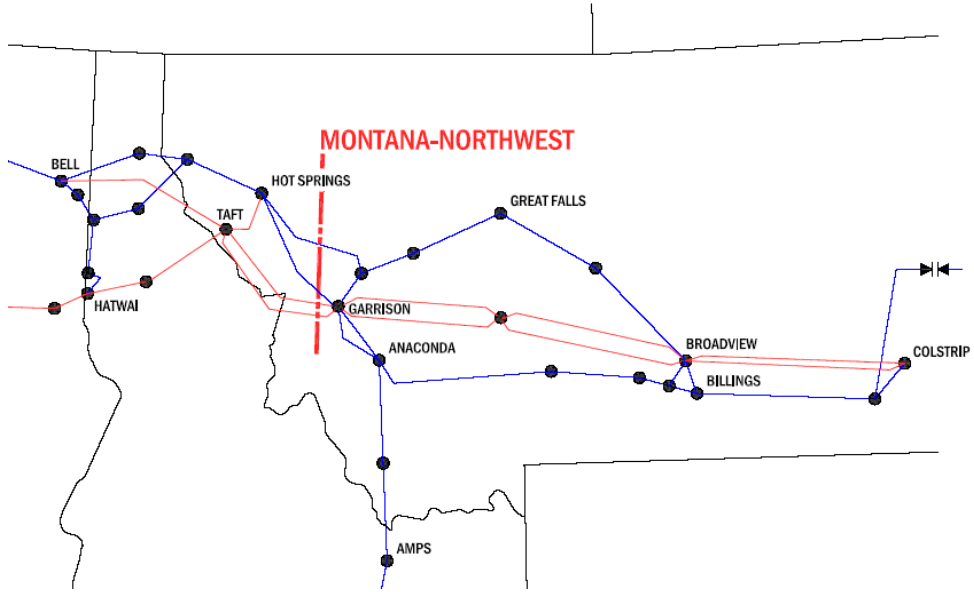 MONTANA-NORTHWEST
BELL
HOT SPRINGS
GREAT FALLS
TAFT
HATWAI
GARRISON
ANACONDA
BROADVIEW
COLSTRIP
BILLINGS
AMPS